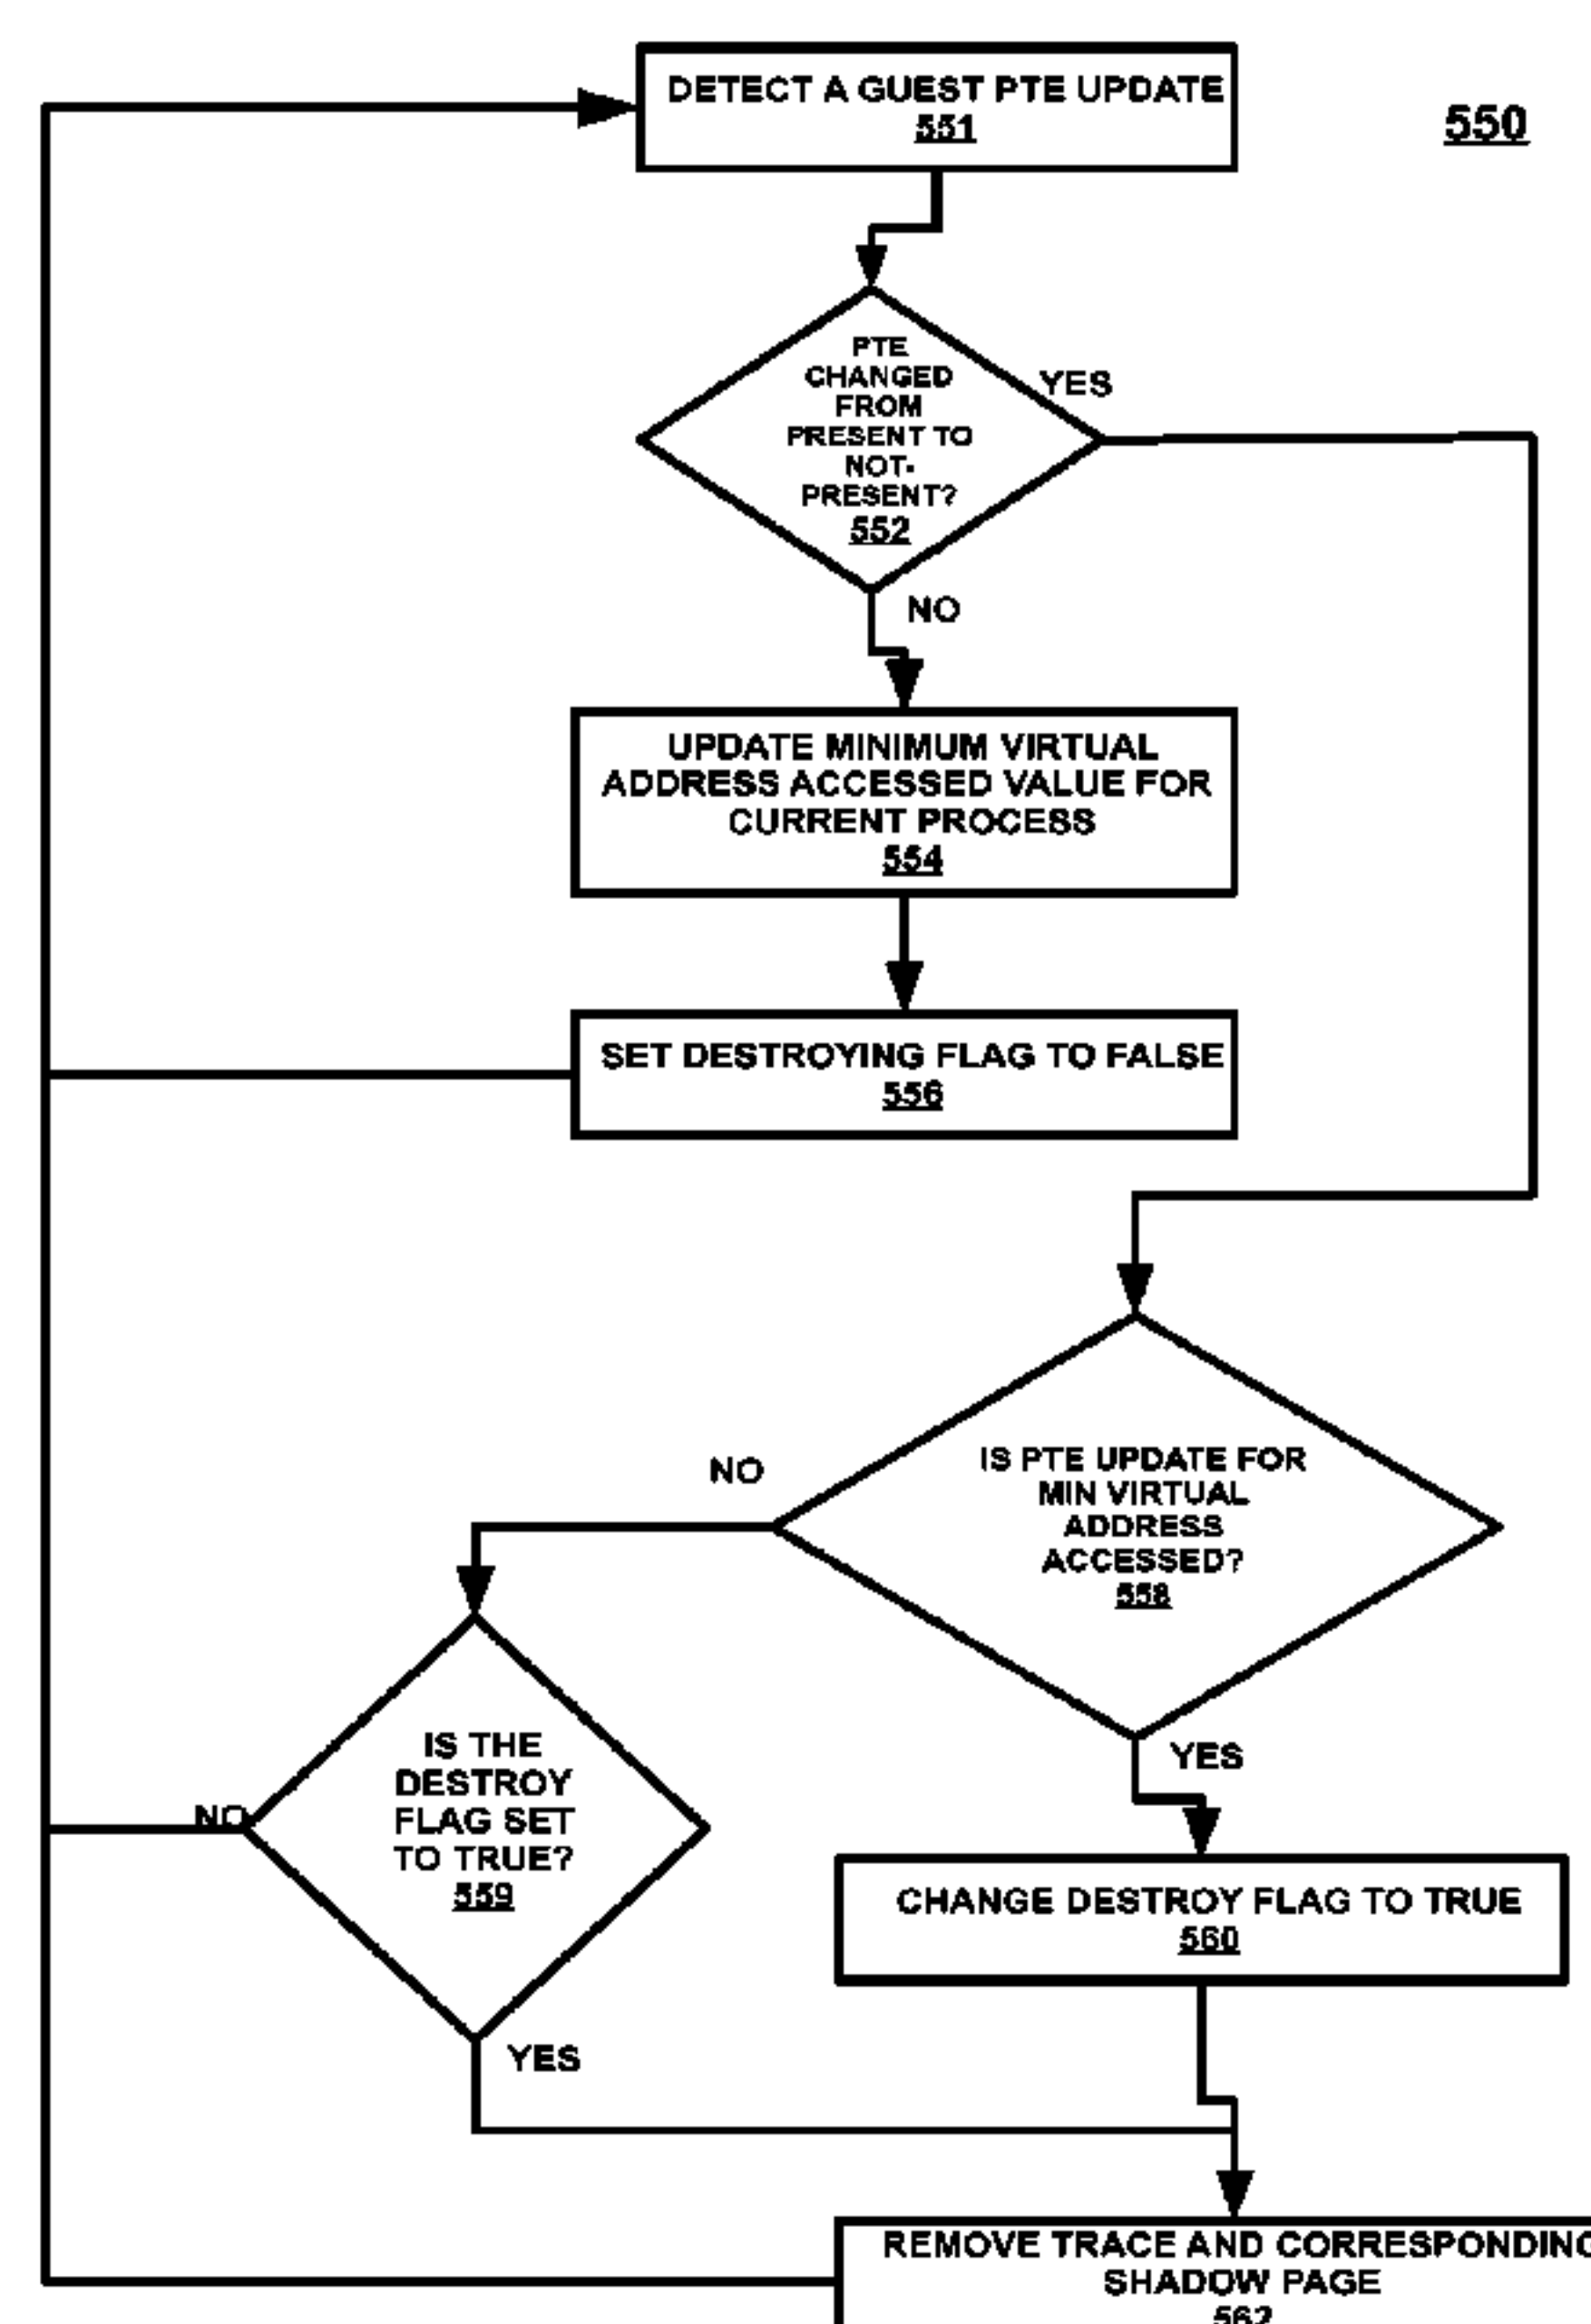 DETECT A GUEST PTE UPDATE
551
550
PTE
CHANGED
FROM
PRESENT TO
NOT-
PRESENT?
552
YES
NO
UPDATE MINIMUM VIRTUAL
ADDRESS ACCESSED VALUE FOR
CURRENT PROCESS
554
SET DESTROYING FLAG TO FALSE
556
IS PTE UPDATE FOR
MIN VIRTUAL
ADDRESS
ACCESSED?
558
NO
YES
IS THE
DESTROY
FLAG SET
TO TRUE?
559
NO
YES
CHANGE DESTROY FLAG TO TRUE
560
REMOVE TRACE AND CORRESPONDING
SHADOW PAGE
562